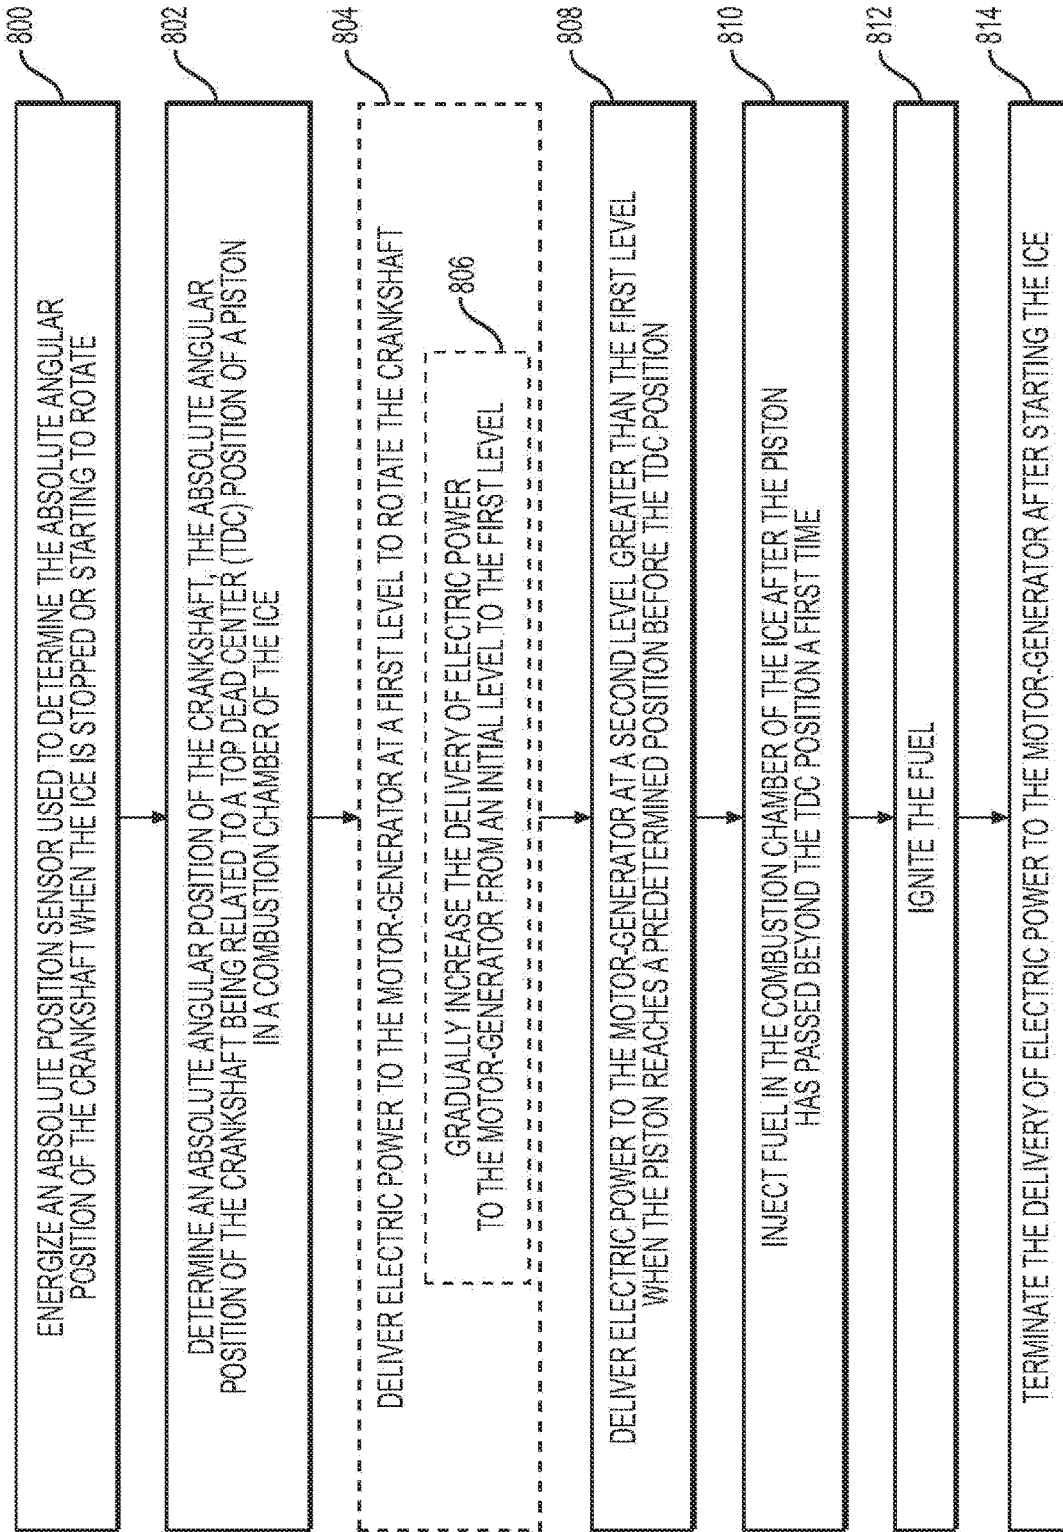 800
ENERGIZE AN ABSOLUTE POSITION SENSOR USED TO DETERMINE THE ABSOLUTE ANGULAR
POSITION OF THE CRANKSHAFT WHEN THE ICE IS STOPPED OR STARTING TO ROTATE
802
DETERMINE AN ABSOLUTE ANGULAR POSITION OF THE CRANKSHAFT, THE ABSOLUTE ANGULAR
POSITION OF THE CRANKSHAFT BEING RELATED TO A TOP DEAD CENTER (TDC) POSITION OF A PISTON
IN A COMBUSTION CHAMBER OF THE ICE
804
DELIVER ELECTRIC POWER TO THE MOTOR-GENERATOR AT A FIRST LEVEL TO ROTATE THE CRANKSHAFT
806
GRADUALLY INCREASE THE DELIVERY OF ELECTRIC POWER
TO THE MOTOR-GENERATOR FROM AN INITIAL LEVEL TO THE FIRST LEVEL
808
DELIVER ELECTRIC POWER TO THE MOTOR-GENERATOR AT A SECOND LEVEL GREATER THAN THE FIRST LEVEL
WHEN THE PISTON REACHES A PREDETERMINED POSITION BEFORE THE TDC POSITION
810
INJECT FUEL IN THE COMBUSTION CHAMBER OF THE ICE AFTER THE PISTON
HAS PASSED BEYOND THE TDC POSITION A FIRST TIME
812
IGNITE THE FUEL
814
TERMINATE THE DELIVERY OF ELECTRIC POWER TO THE MOTOR-GENERATOR AFTER STARTING THE ICE